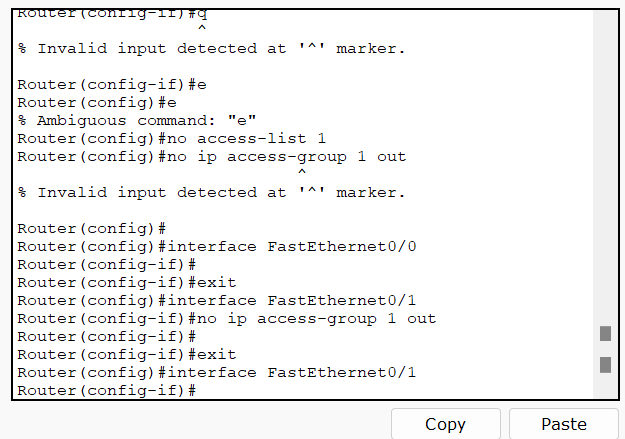 Router(config-if)#q
^
% Invalid input detected at '^' marker.
Router(config-if)#e
Router(config)#e
% Ambiguous command: "e"
Router(config)#no access-list 1
Router(config)#no ip access-group 1 out
^
% Invalid input detected at '^' marker.
Router(config)#
Router(config)#interface FastEthernet0/0
Router(config-if)#
Router(config-if)#exit
Router(config)#interface FastEthernet0/1
Router(config-if)#no ip access-group 1 out
Router(config-if)#
Router(config-if)#exit
Router(config)#interface FastEthernet0/1
Router(config-if)#
Copy
Paste